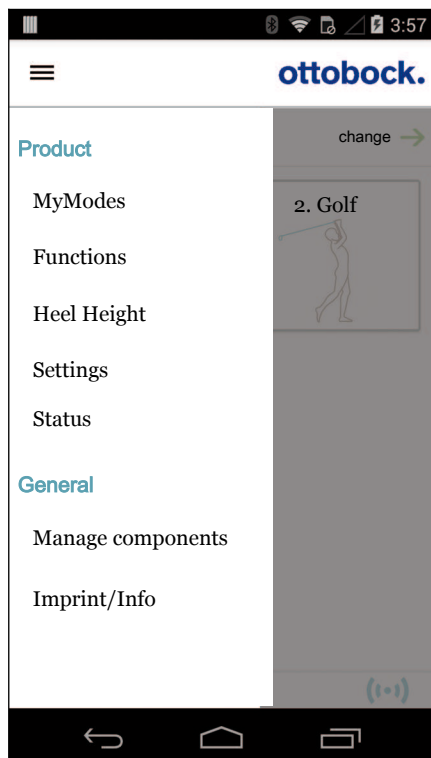 3:57
ottobock.
change
Product
MyModes
2. Golf
Functions
Heel Height
Settings
Status
General
Manage components
Imprint/Info